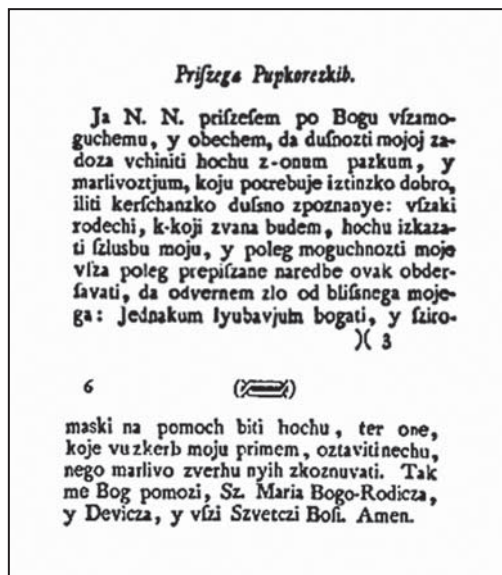 Priſzega Pupkorezkih.
Ja N. N. priſzeſem po Bogu vſzamo-
guchemu, y obechem, da duſnozti mojoj za-
doza vchiniti hochu z-onum pazkum, y
marlivoztjum, koju potrebuje iztinzko dobro,
iliti kerſchanzko duſsno zpoznanye: vſzaki
rodechi, k-koji zvana budem, hochu izkaza-
ti ſzlusbu moju, y poleg moguchnozti moje
vſza poleg prepiſzane naredbe ovak obder-
ſavati, da odvernem zlo od bliſsnega moje-
ga: Jednakum lyubavjum bogati, y ſziro-
)( 3
6
maski na pomoch biti hochu, ter one,
koje vu zkerb moju primem, oztaviti nechu,
nego marlivo zverhu nyih zkoznuvati. Tak
me Bog pomozi, Sz. Maria Bogo-Rodicza,
y Devicza, y vſzi Szvetczi Boſi. Amen.